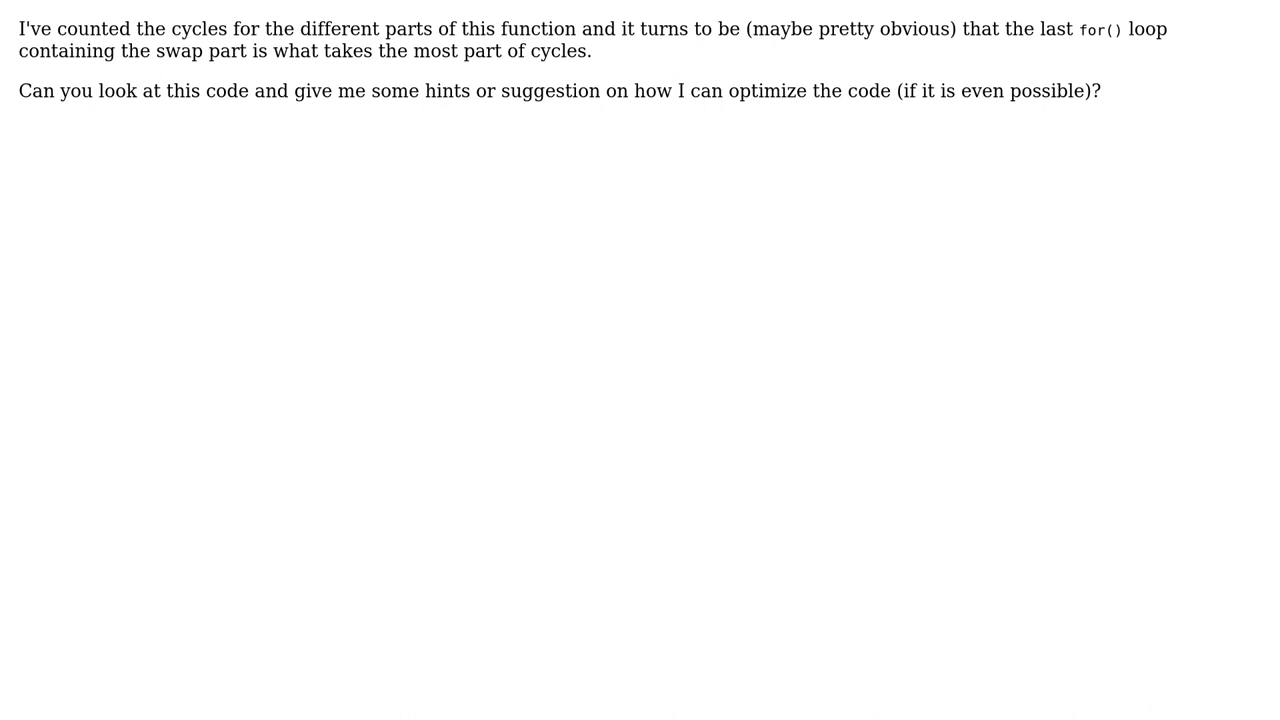 I've counted the cycles for the different parts of this function and it turns to be (maybe pretty obvious) that the last for() loop
containing the swap part is what takes the most part of cycles.
Can you look at this code and give me some hints or suggestion on how I can optimize the code (if it is even possible)?